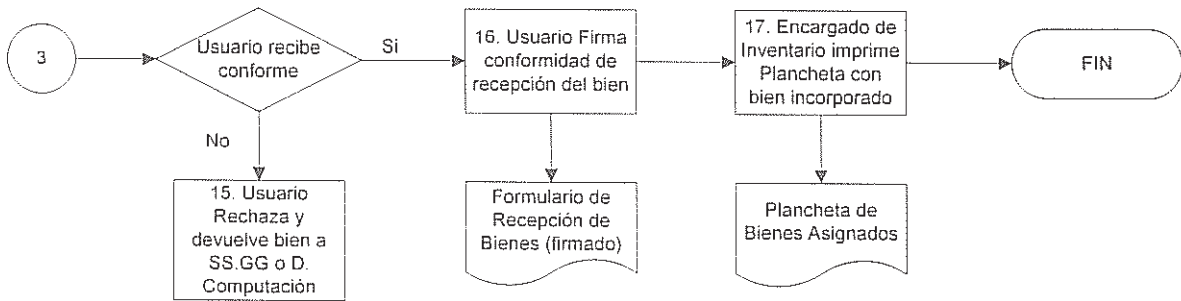 3
Usuario recibe
conforme
Si
No
16. Usuario Firma
conformidad de
recepción del bien
17. Encargado de
Inventario imprime
Plancheta con
bien incorporado
FIN
15. Usuario
Rechaza y
devuelve bien a
SS.GG o D.
Computación
Formulario de
Recepción de
Bienes (firmado)
Plancheta de
Bienes Asignados